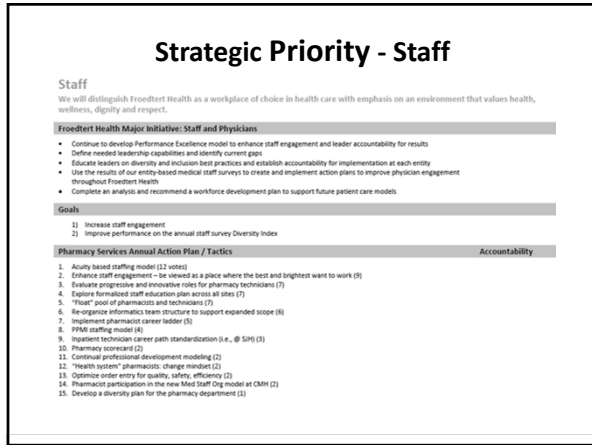 Strategic Priority - Staff
Staff
We will distinguish Froedtert Health as a workplace of choice in health care with emphasis on an environment that values health,
wellness, dignity and respect.
Froedtert Health Major Initiative: Staff and Physicians
• Continue to develop Performance Excellence model to enhance staff engagement and leader accountability for results
• Define needed leadership capabilities and identify current gaps
• Educate leaders on diversity and inclusion best practices and establish accountability for implementation at each entity
• Use the results of our entity-based medical staff surveys to create and implement action plans to improve physician engagement
throughout Froedtert Health
• Complete an analysis and recommend a workforce development plan to support future patient care models
Goals
1) Increase staff engagement
2) Improve performance on the annual staff survey Diversity Index
Pharmacy Services Annual Action Plan / Tactics Accountability
1. Acuity based staffing model (12 votes)
2. Enhance staff engagement – be viewed as a place where the best and brightest want to work (9)
3. Evaluate progressive and innovative roles for pharmacy technicians (7)
4. Explore formalized staff education plan across all sites (7)
5. "Float" pool of pharmacists and technicians (7)
6. Re-organize informatics team structure to support expanded scope (6)
7. Implement pharmacist career ladder (5)
8. PPMI staffing model (4)
9. Inpatient technician career path standardization (i.e., @ SJH) (3)
10. Pharmacy scorecard (2)
11. Continual professional development modeling (2)
12. "Health system" pharmacists: change mindset (2)
13. Optimize order entry for quality, safety, efficiency (2)
14. Pharmacist participation in the new Med Staff Org model at CMH (2)
15. Develop a diversity plan for the pharmacy department (1)